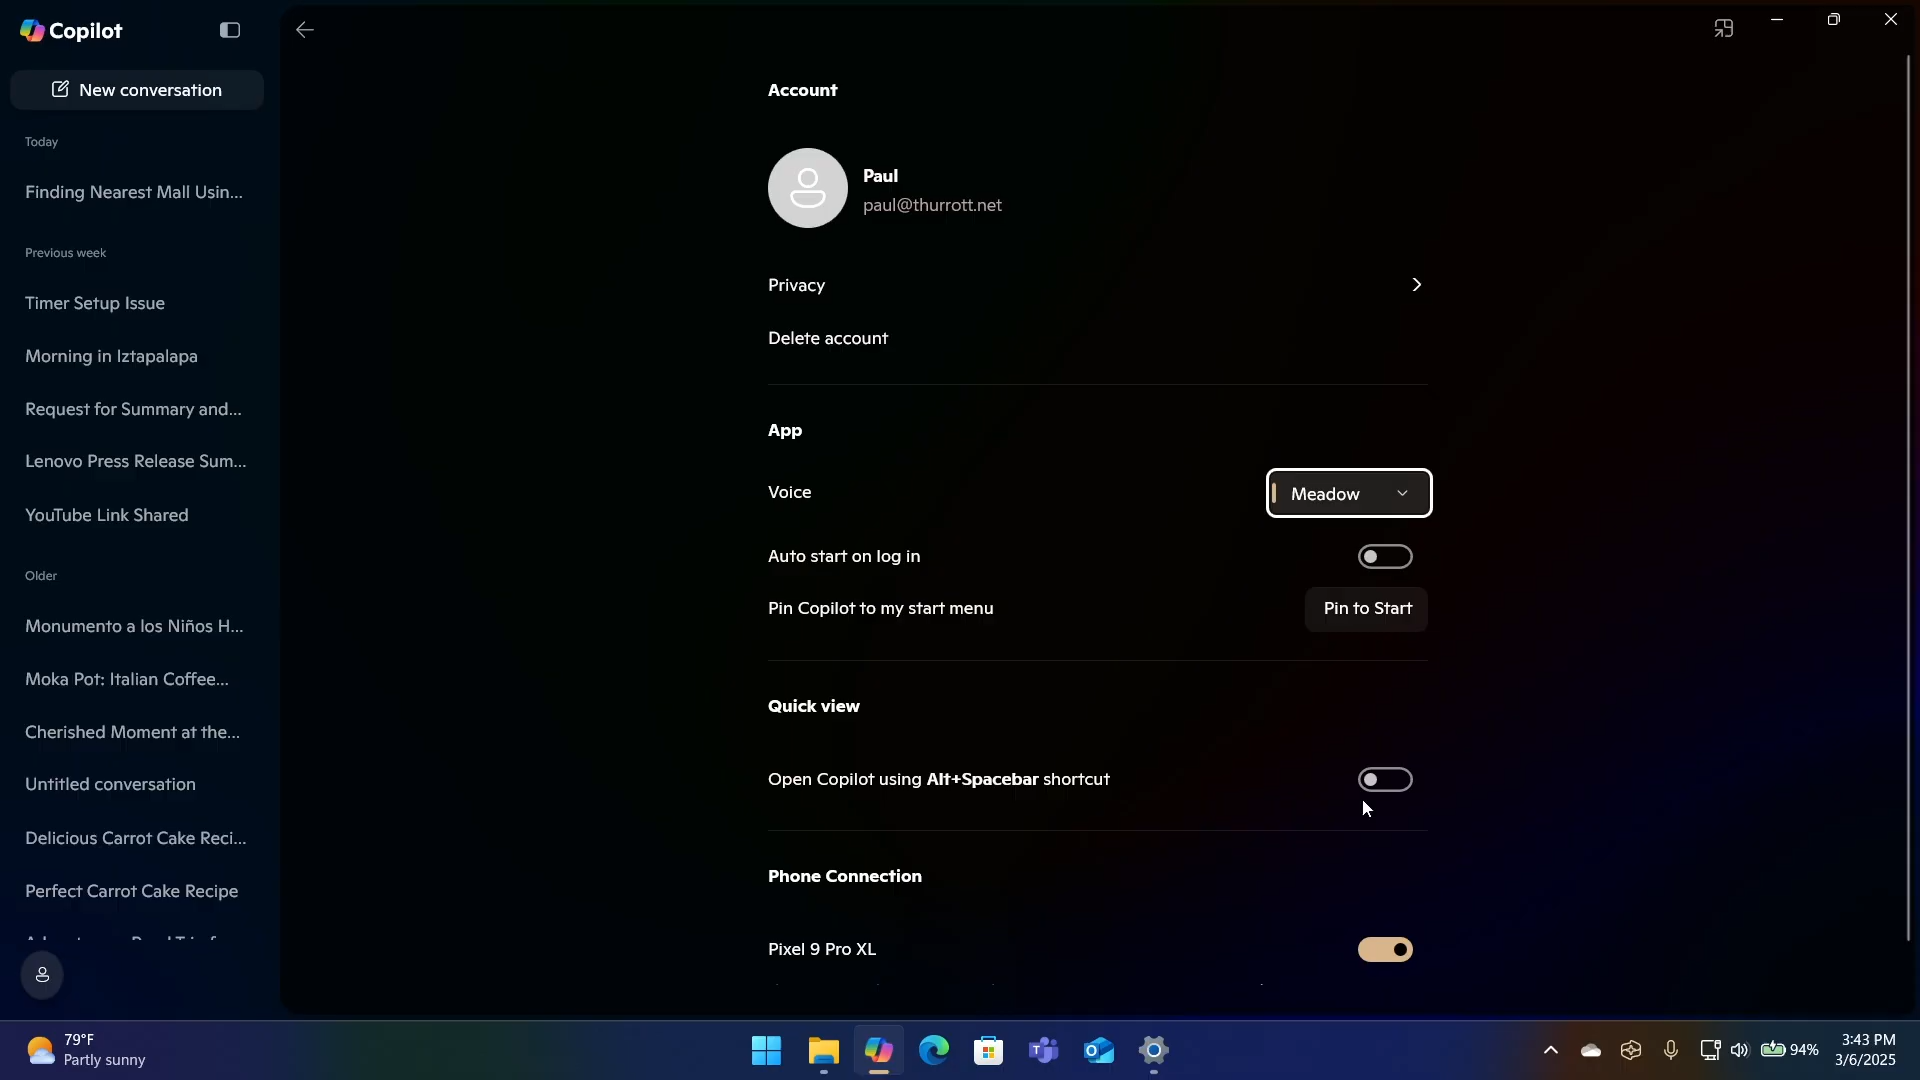 Copilot
New conversation
Today
Finding Nearest Mall Usin...
Previous week
Timer Setup Issue
Morning in Iztapalapa
Request for Summary and...
Lenovo Press Release Sum...
YouTube Link Shared
Older
Monumento a los Niños H...
Moka Pot: Italian Coffee...
Cherished Moment at the...
Untitled conversation
Delicious Carrot Cake Reci...
Perfect Carrot Cake Recipe
Account
Paul
paul@thurrott.net
Privacy
Delete account
App
Voice
Meadow
Auto start on log in
Pin Copilot to my start menu
Pin to Start
Quick view
Open Copilot using Alt+Spacebar shortcut
Phone Connection
Pixel 9 Pro XL
79°F
Partly sunny
94%
3:43 PM
3/6/2025